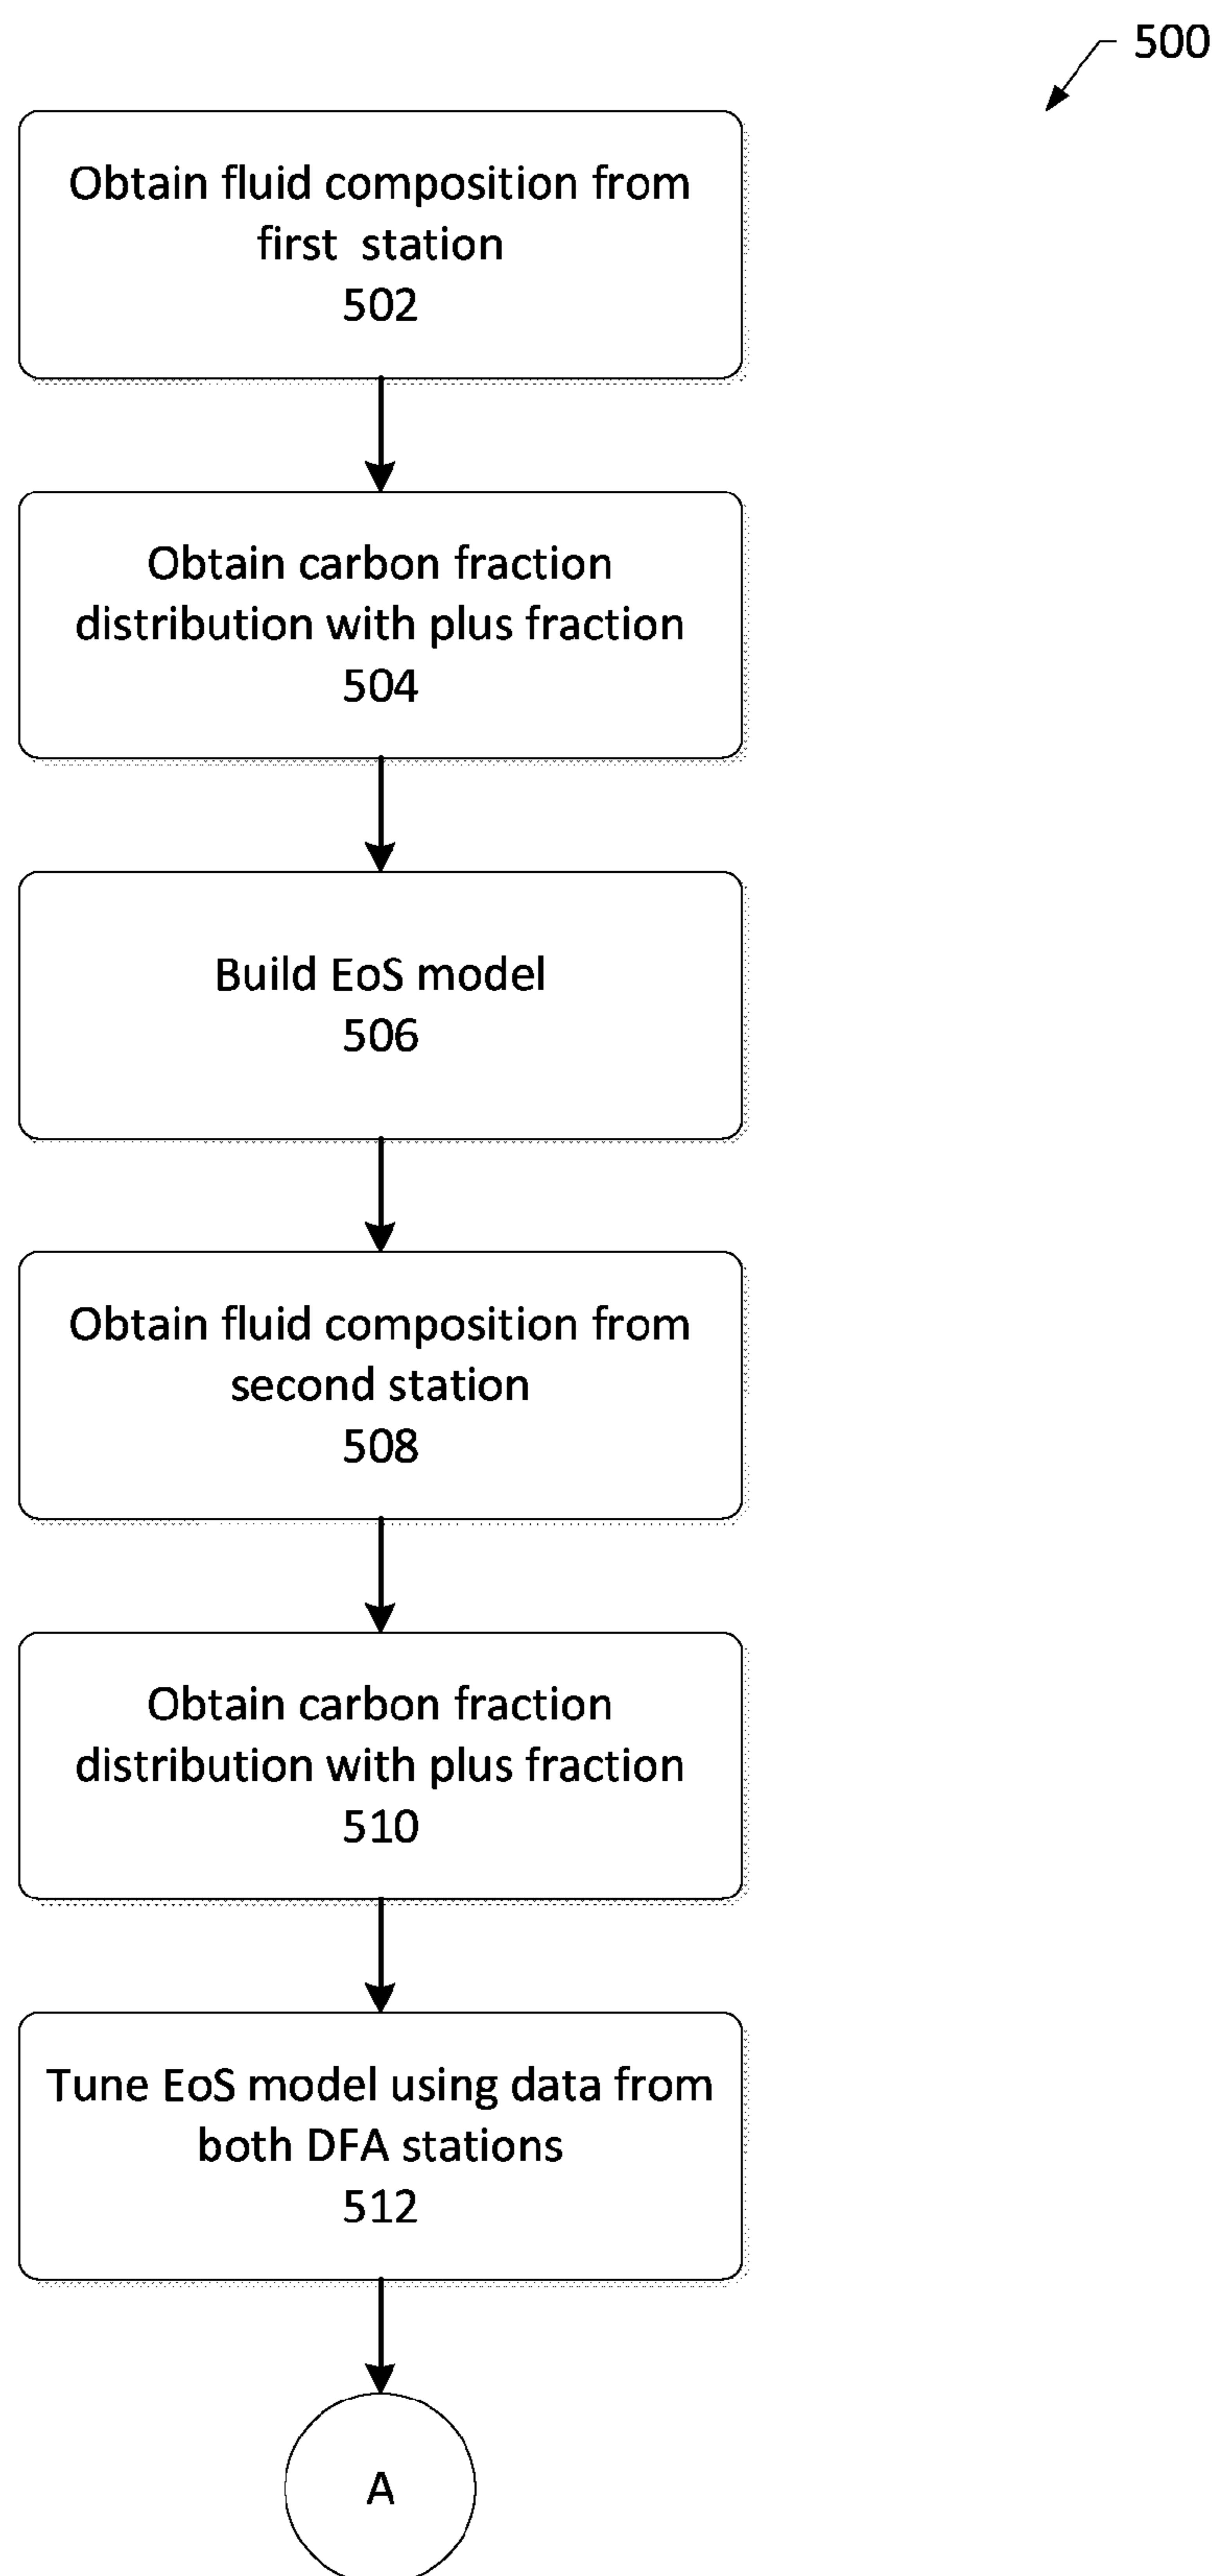 500
Obtain fluid composition from
first station
502
Obtain carbon fraction
distribution with plus fraction
504
Build EoS model
506
Obtain fluid composition from
second station
508
Obtain carbon fraction
distribution with plus fraction
510
Tune EoS model using data from
both DFA stations
512
A